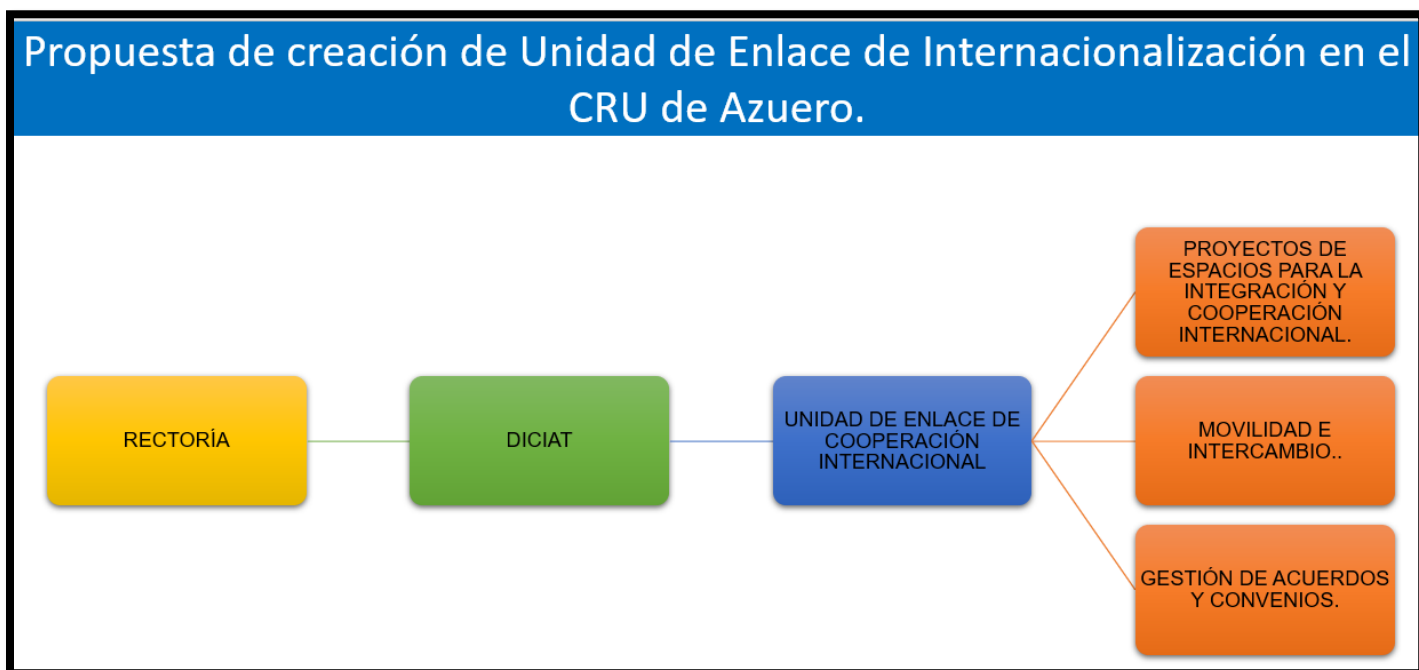 Propuesta de creación de Unidad de Enlace de Internacionalización en el
CRU de Azuero.
RECTORÍA
DICIAT
UNIDAD DE ENLACE DE
COOPERACIÓN
INTERNACIONAL
PROYECTOS DE
ESPACIOS PARA LA
INTEGRACIÓN Y
COOPERACIÓN
INTERNACIONAL.
MOVILIDAD E
INTERCAMBIO..
GESTIÓN DE ACUERDOS
Y CONVENIOS.